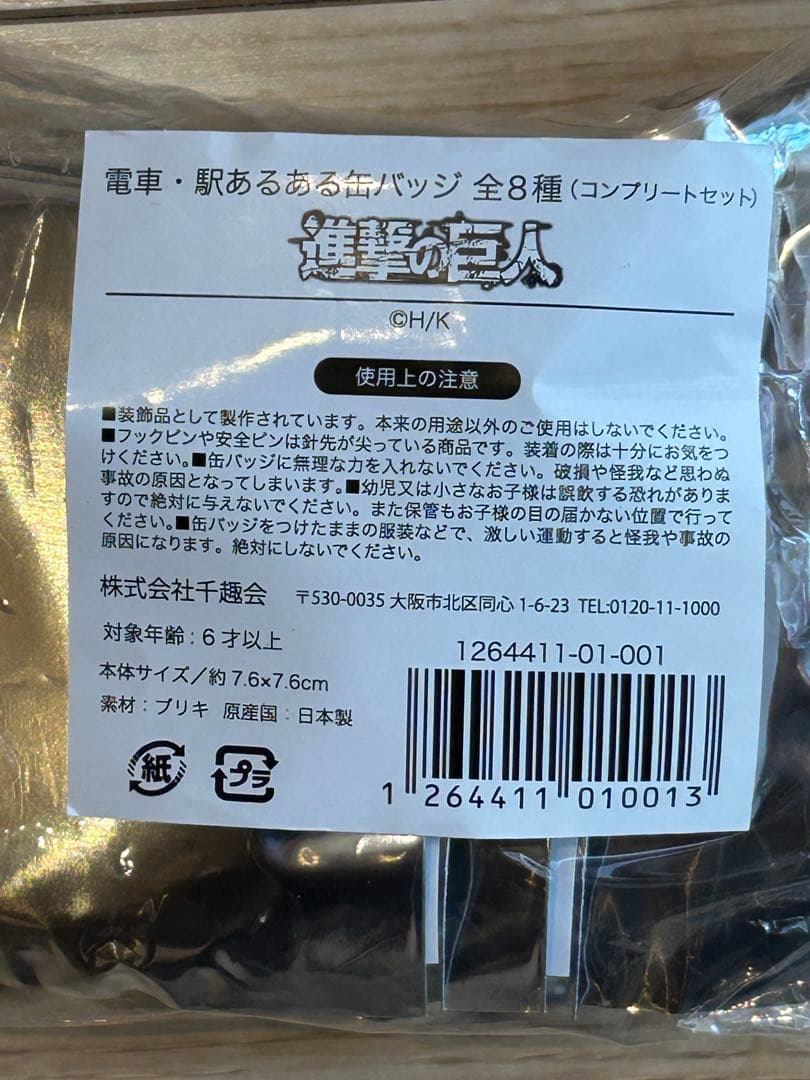 電車・駅あるある缶バッジ 全8種(コンプリートセット)
進撃の巨人
©H/K
使用上の注意
■装飾品として製作されています。本来の用途以外のご使用はしないでください。
■フックピンや安全ピンは針先が尖っている商品です。装着の際は十分にお気をつ
けください。■缶バッジに無理な力を入れないでください。破損や怪我など思わぬ
事故の原因となってしまいます。■幼児又は小さなお子様は誤飲する恐れがありま
すので絶対に与えないでください。また保管もお子様の目の届かない位置で行って
ください。■缶バッジをつけたままの服装などで、激しい運動すると怪我や事故の
原因になります。絶対にしないでください。
株式会社千趣会 〒530-0035 大阪市北区同心 1-6-23 TEL:0120-11-1000
対象年齢:6才以上
本体サイズ/約7.6×7.6cm
素材:ブリキ 原産国:日本製
1264411-01-001
紙
プラ
1 264411 010013